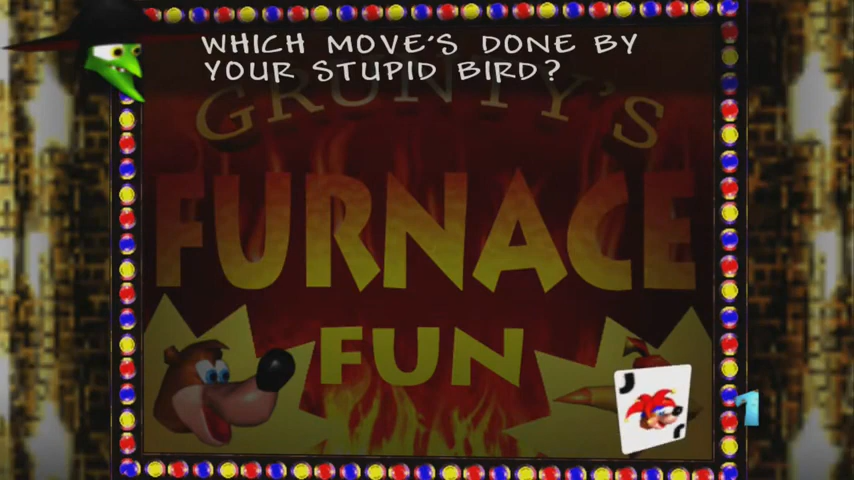 WHICH MOVE'S DONE BY
YOUR STUPID BIRD?
GRUNTY'S
FURNACE
FUN
J
J
1